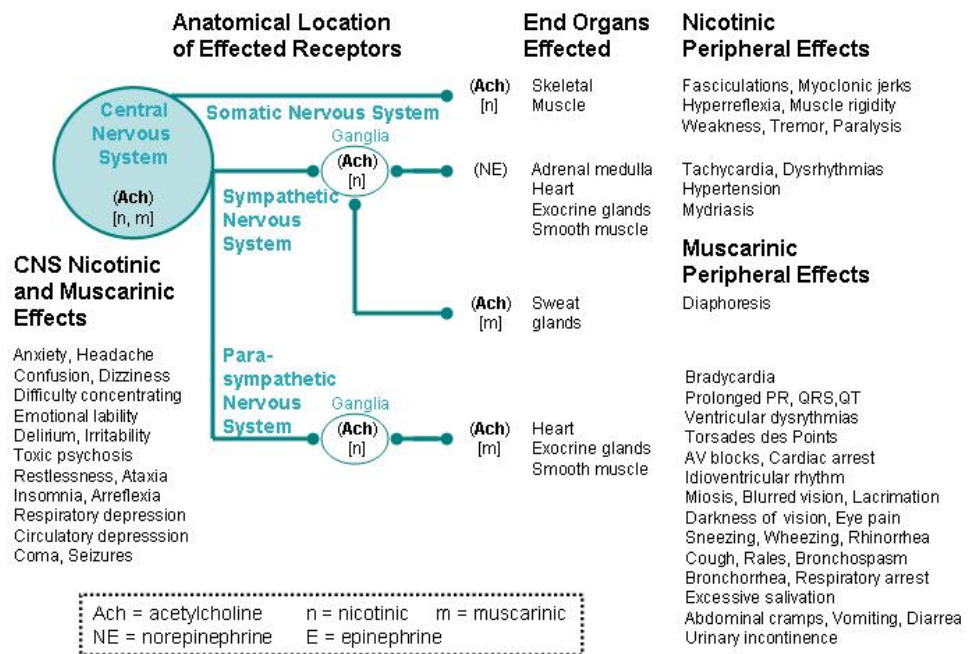 Anatomical Location
of Effected Receptors
End Organs
Effected
Nicotinic
Peripheral Effects
Central
Nervous
System
(Ach)
[n, m]
Somatic Nervous System
(Ach)
[n]
Skeletal
Muscle
Fasciculations, Myoclonic jerks
Hyperreflexia, Muscle rigidity
Weakness, Tremor, Paralysis
Ganglia
(Ach)
[n]
Sympathetic
Nervous
System
(NE)
Adrenal medulla
Heart
Exocrine glands
Smooth muscle
Tachycardia, Dysrhythmias
Hypertension
Mydriasis
Muscarinic
Peripheral Effects
(Ach)
[m]
Sweat
glands
Diaphoresis
CNS Nicotinic
and Muscarinic
Effects
Anxiety, Headache
Confusion, Dizziness
Difficulty concentrating
Emotional lability
Delirium, Irritability
Toxic psychosis
Restlessness, Ataxia
Insomnia, Arreflexia
Respiratory depression
Circulatory depresssion
Coma, Seizures
Para-
sympathetic
Nervous
System
Ganglia
(Ach)
[n]
(Ach)
[m]
Heart
Exocrine glands
Smooth muscle
Bradycardia
Prolonged PR, QRS,QT
Ventricular dysrythmias
Torsades des Points
AV blocks, Cardiac arrest
Idioventricular rhythm
Miosis, Blurred vision, Lacrimation
Darkness of vision, Eye pain
Sneezing, Wheezing, Rhinorrhea
Cough, Rales, Bronchospasm
Bronchorrhea, Respiratory arrest
Excessive salivation
Abdominal cramps, Vomiting, Diarrea
Urinary incontinence
Ach = acetylcholine n = nicotinic m = muscarinic
NE = norepinephrine E = epinephrine